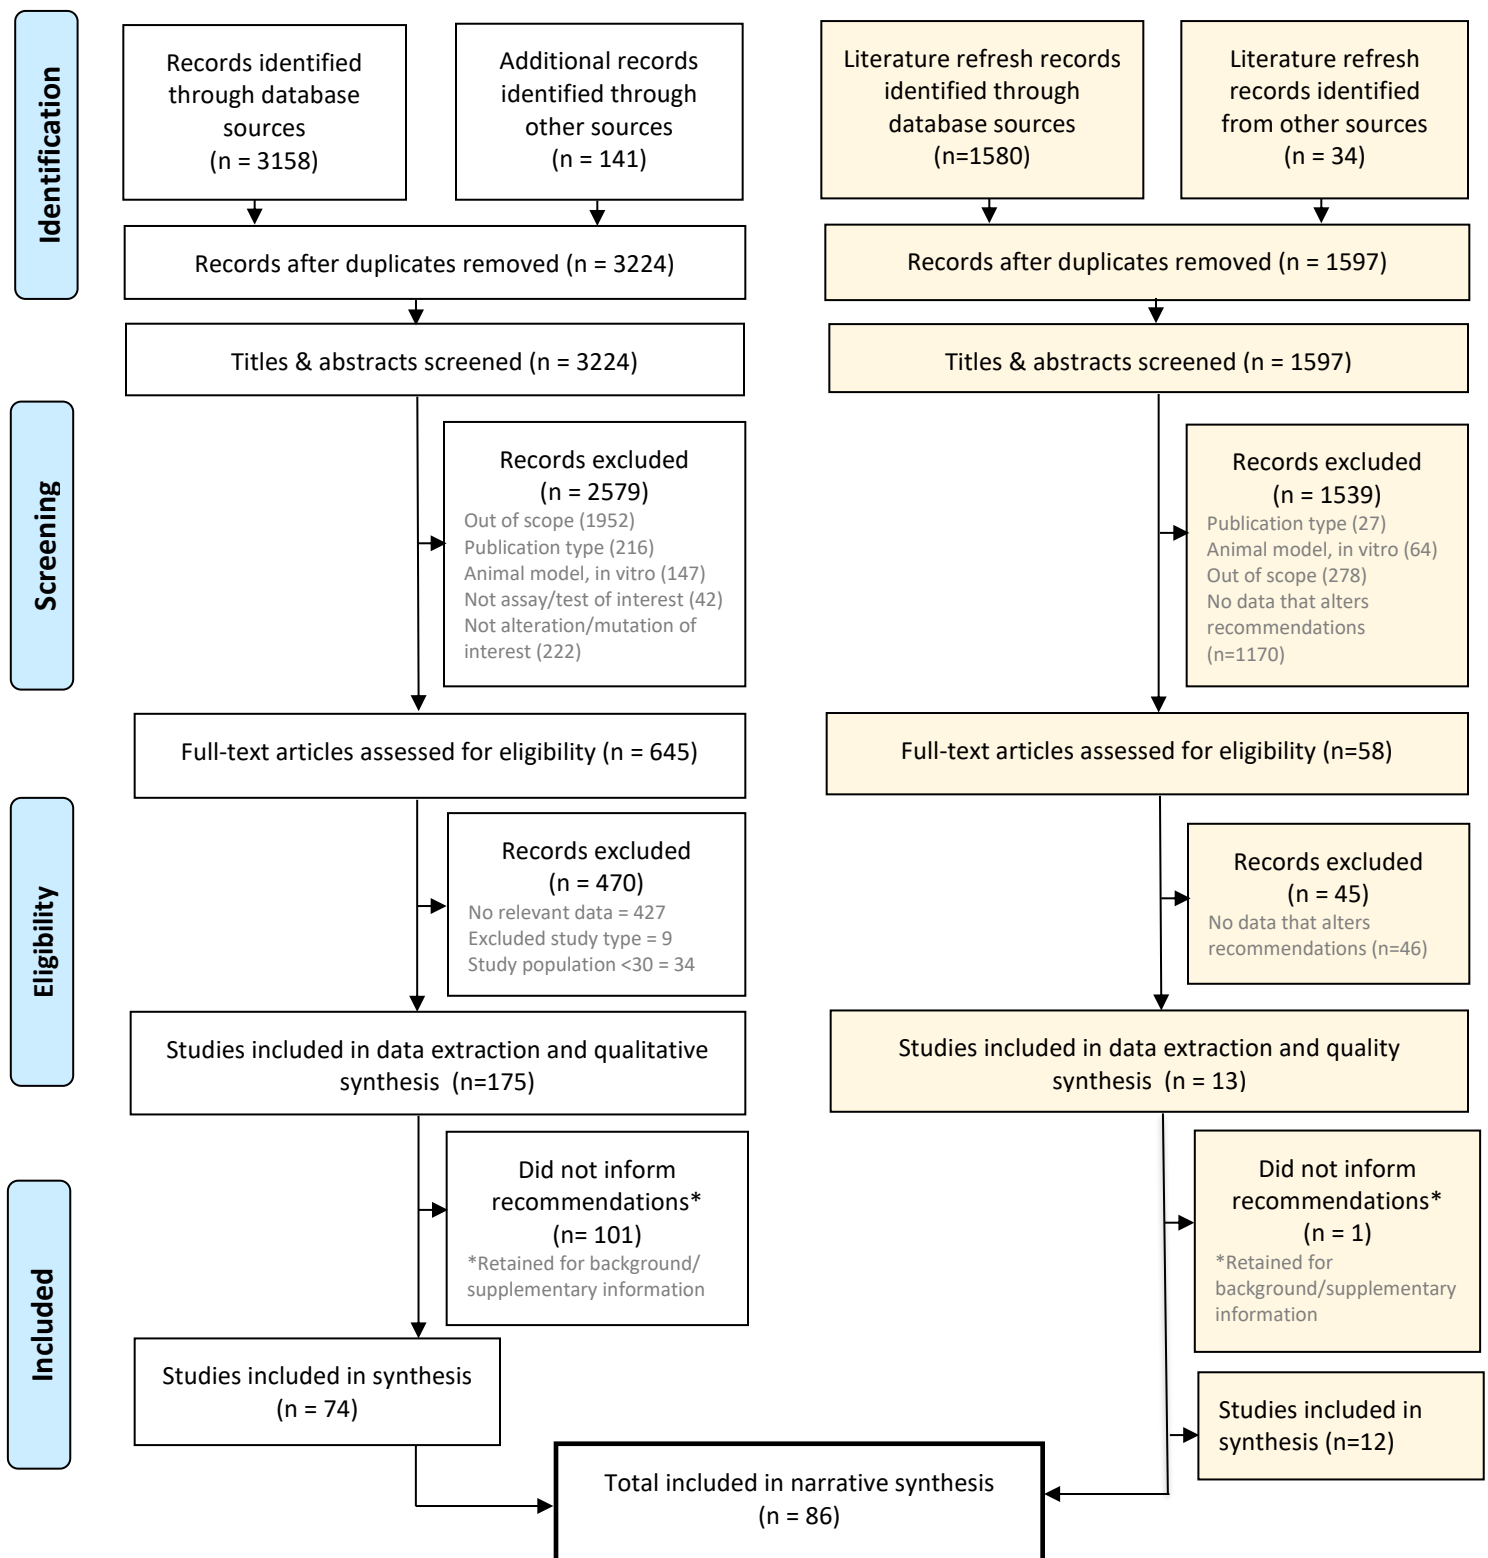 Identification
Records identified
through database
sources
(n = 3158)
Additional records
identified through
other sources
(n = 141)
Literature refresh records
identified through
database sources
(n=1580)
Literature refresh
records identified
from other sources
(n = 34)
Records after duplicates removed (n = 3224)
Records after duplicates removed (n = 1597)
Titles & abstracts screened (n = 3224)
Titles & abstracts screened (n = 1597)
Screening
Records excluded
(n = 2579)
Out of scope (1952)
Publication type (216)
Animal model, in vitro (147)
Not assay/test of interest (42)
Not alteration/mutation of
interest (222)
Records excluded
(n = 1539)
Publication type (27)
Animal model, in vitro (64)
Out of scope (278)
No data that alters
recommendations
(n=1170)
Full-text articles assessed for eligibility (n = 645)
Full-text articles assessed for eligibility (n=58)
Eligibility
Records excluded
(n = 470)
No relevant data = 427
Excluded study type = 9
Study population <30 = 34
Records excluded
(n = 45)
No data that alters
recommendations (n=46)
Studies included in data extraction and qualitative
synthesis (n=175)
Studies included in data extraction and quality
synthesis (n = 13)
Included
Did not inform
recommendations*
(n= 101)
*Retained for background/
supplementary information
Did not inform
recommendations*
(n = 1)
*Retained for
background/supplementary
information
Studies included in synthesis
(n = 74)
Studies included in
synthesis (n=12)
Total included in narrative synthesis
(n = 86)